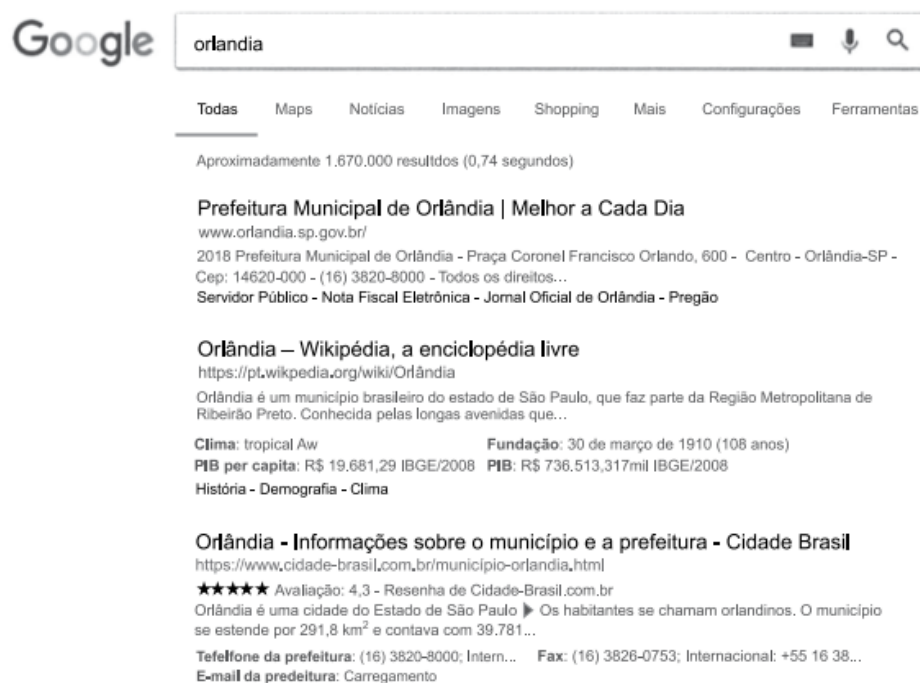 Google
orlandia
Todas Maps Notícias Imagens Shopping Mais Configurações Ferramentas
Aproximadamente 1.670.000 resultdos (0,74 segundos)
Prefeitura Municipal de Orlândia | Melhor a Cada Dia
www.orlandia.sp.gov.br/
2018 Prefeitura Municipal de Orlândia - Praça Coronel Francisco Orlando, 600 - Centro - Orlândia-SP -
Cep: 14620-000 - (16) 3820-8000 - Todos os direitos...
Servidor Público - Nota Fiscal Eletrônica - Jornal Oficial de Orlândia - Pregão
Orlândia – Wikipédia, a enciclopédia livre
https://pt.wikpedia.org/wiki/Orlândia
Orlândia é um município brasileiro do estado de São Paulo, que faz parte da Região Metropolitana de
Ribeirão Preto. Conhecida pelas longas avenidas que...
Clima: tropical Aw Fundação: 30 de março de 1910 (108 anos)
PIB per capita: R$ 19.681,29 IBGE/2008 PIB: R$ 736.513,317mil IBGE/2008
História - Demografia - Clima
Orlândia - Informações sobre o município e a prefeitura - Cidade Brasil
https://www.cidade-brasil.com.br/município-orlandia.html
★★★★★ Avaliação: 4,3 - Resenha de Cidade-Brasil.com.br
Orlândia é uma cidade do Estado de São Paulo ▶ Os habitantes se chamam orlandinos. O município
se estende por 291,8 km² e contava com 39.781...
Tefelfone da prefeitura: (16) 3820-8000; Intern... Fax: (16) 3826-0753; Internacional: +55 16 38...
E-mail da predeitura: Carregamento